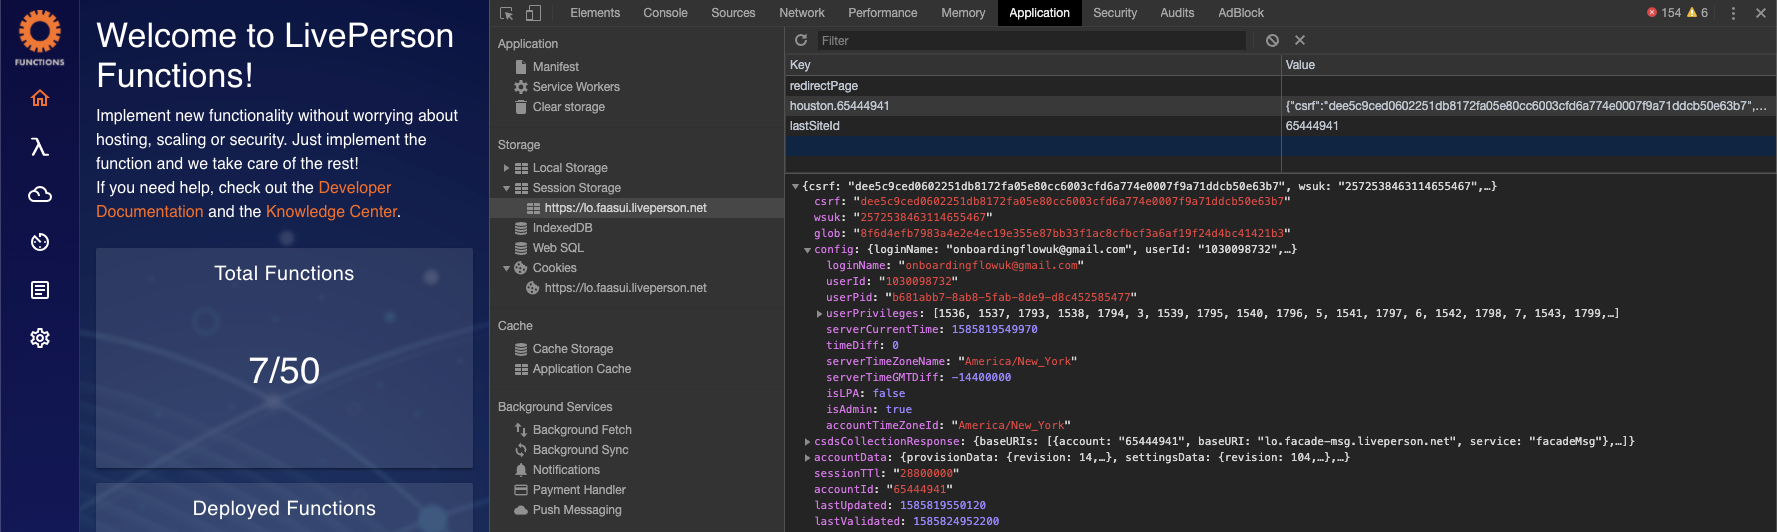 FUNCTIONS
Welcome to LivePerson
Functions!
Implement new functionality without worrying about
hosting, scaling or security. Just implement the
function and we take care of the rest!
If you need help, check out the Developer
Documentation and the Knowledge Center.
Total Functions
7/50
Deployed Functions
Elements Console Sources Network Performance Memory Application Security Audits AdBlock 154 6
Application
Manifest
Service Workers
Clear storage
Storage
Local Storage
Session Storage
https://lo.faasui.liveperson.net
IndexedDB
Web SQL
Cookies
https://lo.faasui.liveperson.net
Cache
Cache Storage
Application Cache
Background Services
Background Fetch
Background Sync
Notifications
Payment Handler
Push Messaging
Filter
Key Value
redirectPage
houston.65444941 {"csrf":"dee5c9ced0602251db8172fa05e80cc6003cfd6a774e0007f9a71ddcb50e63b7",...
lastSiteId 65444941
{csrf: "dee5c9ced0602251db8172fa05e80cc6003cfd6a774e0007f9a71ddcb50e63b7", wsuk: "2572538463114655467",…}
csrf: "dee5c9ced0602251db8172fa05e80cc6003cfd6a774e0007f9a71ddcb50e63b7"
wsuk: "2572538463114655467"
glob: "8f6d4efb7983a4e2e4ec19e355e87bb33f1ac8cfbcf3a6af19f24d4bc41421b3"
config: {loginName: "onboardingflowuk@gmail.com", userId: "1030098732",…}
loginName: "onboardingflowuk@gmail.com"
userId: "1030098732"
userPid: "b681abb7-8ab8-5fab-8de9-d8c452585477"
userPrivileges: [1536, 1537, 1793, 1538, 1794, 3, 1539, 1795, 1540, 1796, 5, 1541, 1797, 6, 1542, 1798, 7, 1543, 1799,…]
serverCurrentTime: 1585819549970
timeDiff: 0
serverTimeZoneName: "America/New_York"
serverTimeGMTDiff: -14400000
isLPA: false
isAdmin: true
accountTimeZoneId: "America/New_York"
csdsCollectionResponse: {baseURIs: [{account: "65444941", baseURI: "lo.facade-msg.liveperson.net", service: "facadeMsg"},…]}
accountData: {provisionData: {revision: 14,…}, settingsData: {revision: 104,…},…}
sessionTTl: "28800000"
accountId: "65444941"
lastUpdated: 1585819550120
lastValidated: 1585824952200